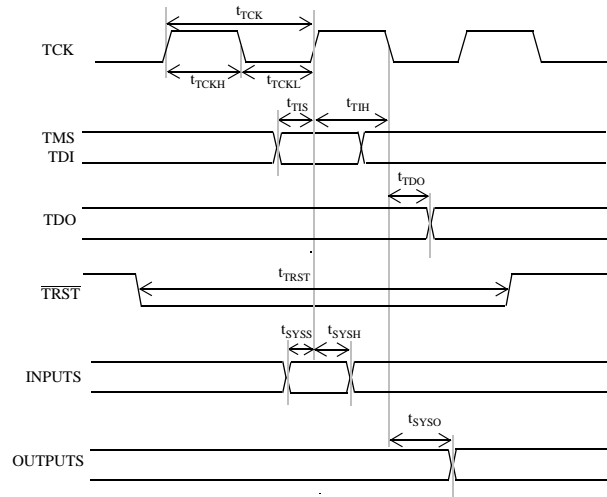 tTCK
TCK
tTCKH tTCKL
tTIS tTIH
TMS
TDI
tTDO
TDO
tTRST
TRST
tSYSS tSYSH
INPUTS
tSYSO
OUTPUTS